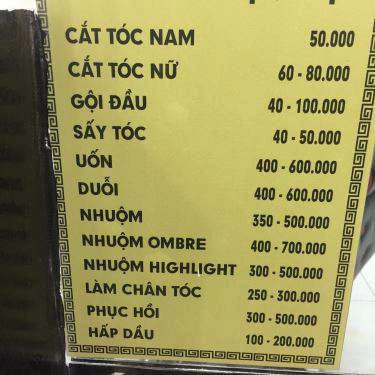 CẮT TÓC NAM 50.000
CẮT TÓC NỮ 60 - 80.000
GỘI ĐẦU 40 - 100.000
SẤY TÓC 40 - 50.000
UỐN 400 - 600.000
DUỖI 400 - 600.000
NHUỘM 350 - 500.000
NHUỘM OMBRE 400 - 700.000
NHUỘM HIGHLIGHT 300 - 500.000
LÀM CHÂN TÓC 250 - 300.000
PHỤC HỒI 300 - 500.000
HẤP DẦU 100 - 200.000